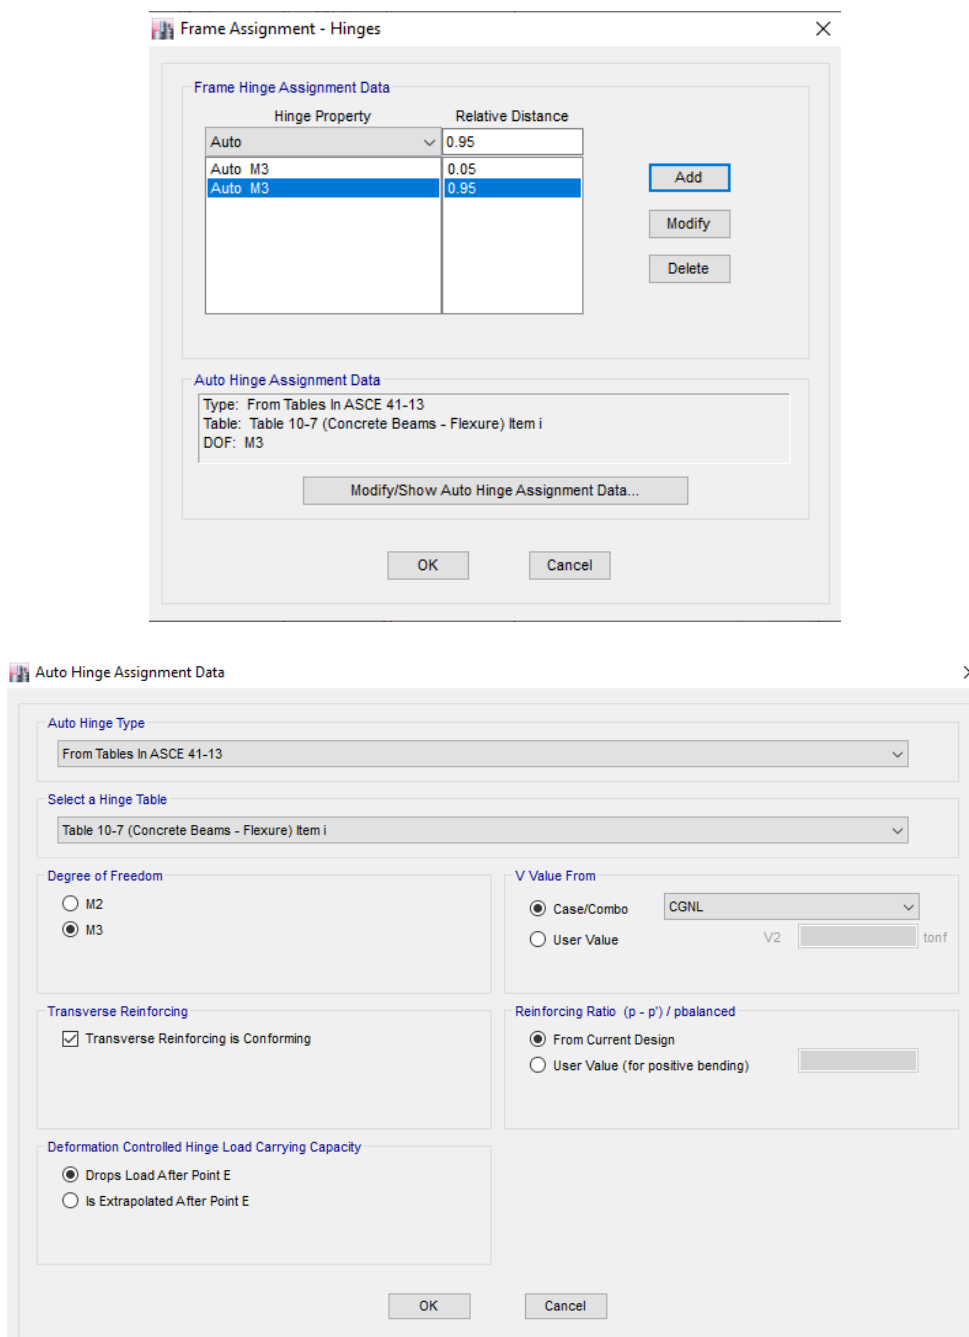 Frame Assignment - Hinges
Frame Hinge Assignment Data
Hinge Property Relative Distance
Auto 0.95
Auto M3 0.05
Auto M3 0.95
Add
Modify
Delete
Auto Hinge Assignment Data
Type: From Tables In ASCE 41-13
Table: Table 10-7 (Concrete Beams - Flexure) Item i
DOF: M3
Modify/Show Auto Hinge Assignment Data...
OK Cancel
Auto Hinge Assignment Data
Auto Hinge Type
From Tables In ASCE 41-13
Select a Hinge Table
Table 10-7 (Concrete Beams - Flexure) Item i
Degree of Freedom
M2
M3
V Value From
Case/Combo CGNL
User Value V2 tonf
Transverse Reinforcing
Transverse Reinforcing is Conforming
Reinforcing Ratio (p - p') / pbalanced
From Current Design
User Value (for positive bending)
Deformation Controlled Hinge Load Carrying Capacity
Drops Load After Point E
Is Extrapolated After Point E
OK Cancel